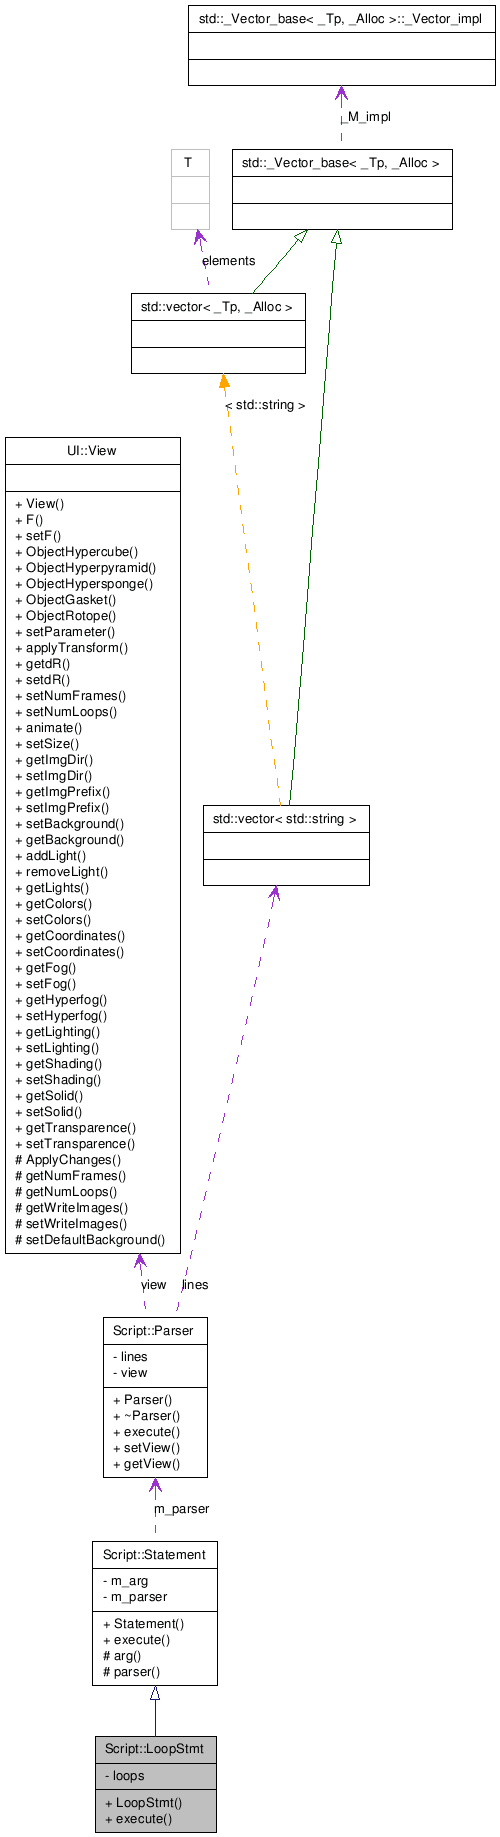 std::_Vector_base< _Tp, _Alloc >::_Vector_impl
_M_impl
T
std::_Vector_base< _Tp, _Alloc >
elements
std::vector< _Tp, _Alloc >
< std::string >
UI::View
+ View()
+ F()
+ setF()
+ ObjectHypercube()
+ ObjectHyperpyramid()
+ ObjectHypersponge()
+ ObjectGasket()
+ ObjectRotope()
+ setParameter()
+ applyTransform()
+ getdR()
+ setdR()
+ setNumFrames()
+ setNumLoops()
+ animate()
+ setSize()
+ getImgDir()
+ setImgDir()
+ getImgPrefix()
+ setImgPrefix()
+ setBackground()
+ getBackground()
+ addLight()
+ removeLight()
+ getLights()
+ getColors()
+ setColors()
+ getCoordinates()
+ setCoordinates()
+ getFog()
+ setFog()
+ getHyperfog()
+ setHyperfog()
+ getLighting()
+ setLighting()
+ getShading()
+ setShading()
+ getSolid()
+ setSolid()
+ getTransparence()
+ setTransparence()
# ApplyChanges()
# getNumFrames()
# getNumLoops()
# getWriteImages()
# setWriteImages()
# setDefaultBackground()
std::vector< std::string >
view
lines
Script::Parser
- lines
- view
+ Parser()
+ ~Parser()
+ execute()
+ setView()
+ getView()
m_parser
Script::Statement
- m_arg
- m_parser
+ Statement()
+ execute()
# arg()
# parser()
Script::LoopStmt
- loops
+ LoopStmt()
+ execute()